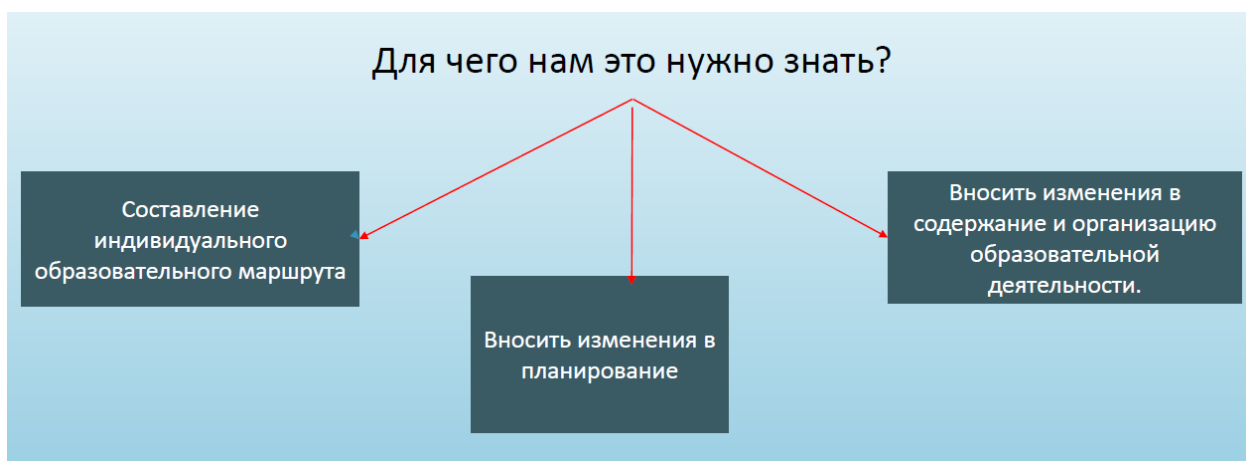 Для чего нам это нужно знать?
Составление
индивидуального
образовательного маршрута
Вносить изменения в
планирование
Вносить изменения в
содержание и организацию
образовательной
деятельности.